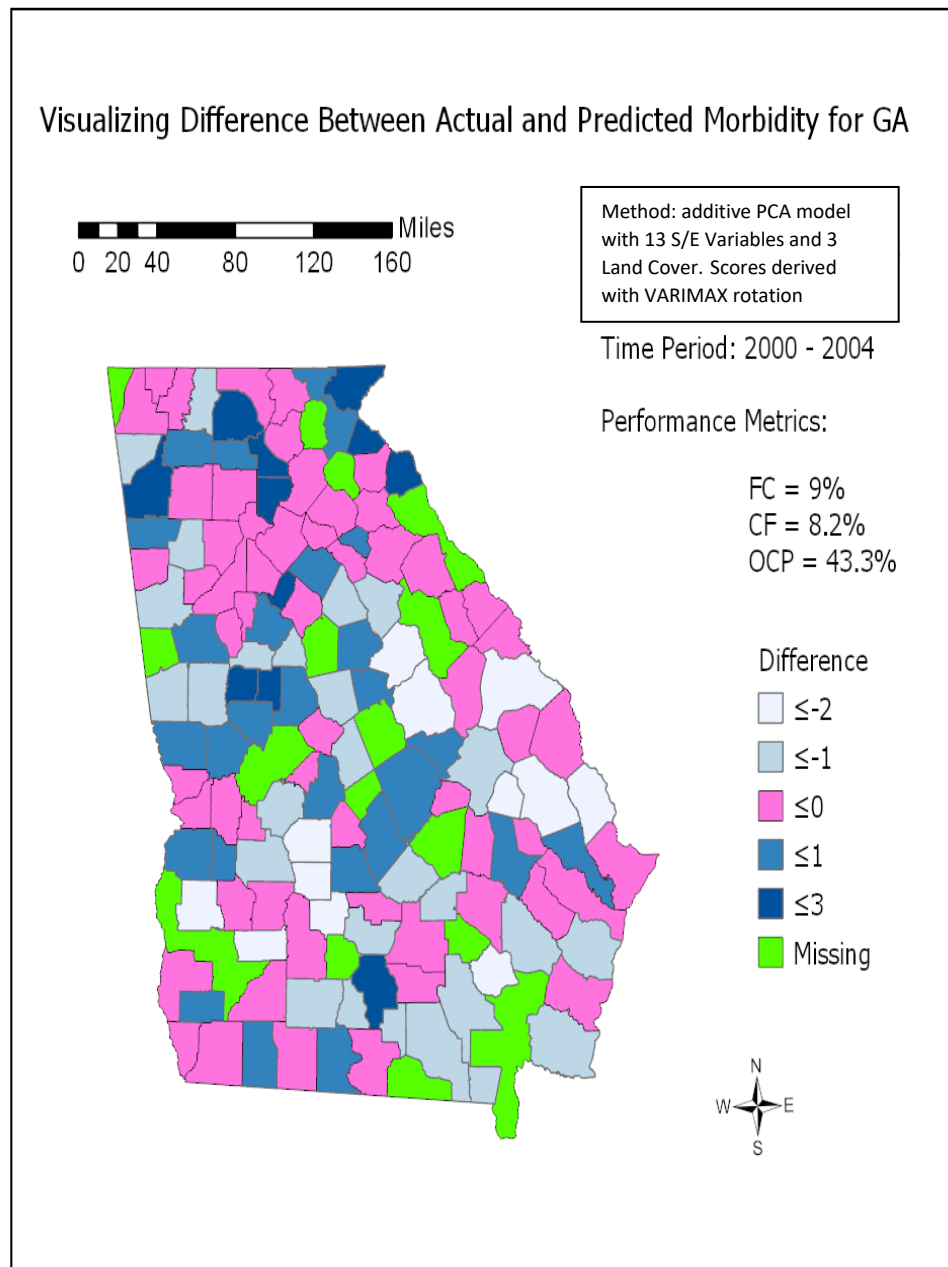 Visualizing Difference Between Actual and Predicted Morbidity for GA
Miles
0 20 40 80 120 160
Method: additive PCA model
with 13 S/E Variables and 3
Land Cover. Scores derived
with VARIMAX rotation
Time Period: 2000 - 2004
Performance Metrics:
FC = 9%
CF = 8.2%
OCP = 43.3%
Difference
≤-2
≤-1
≤0
≤1
≤3
Missing
N
W E
S